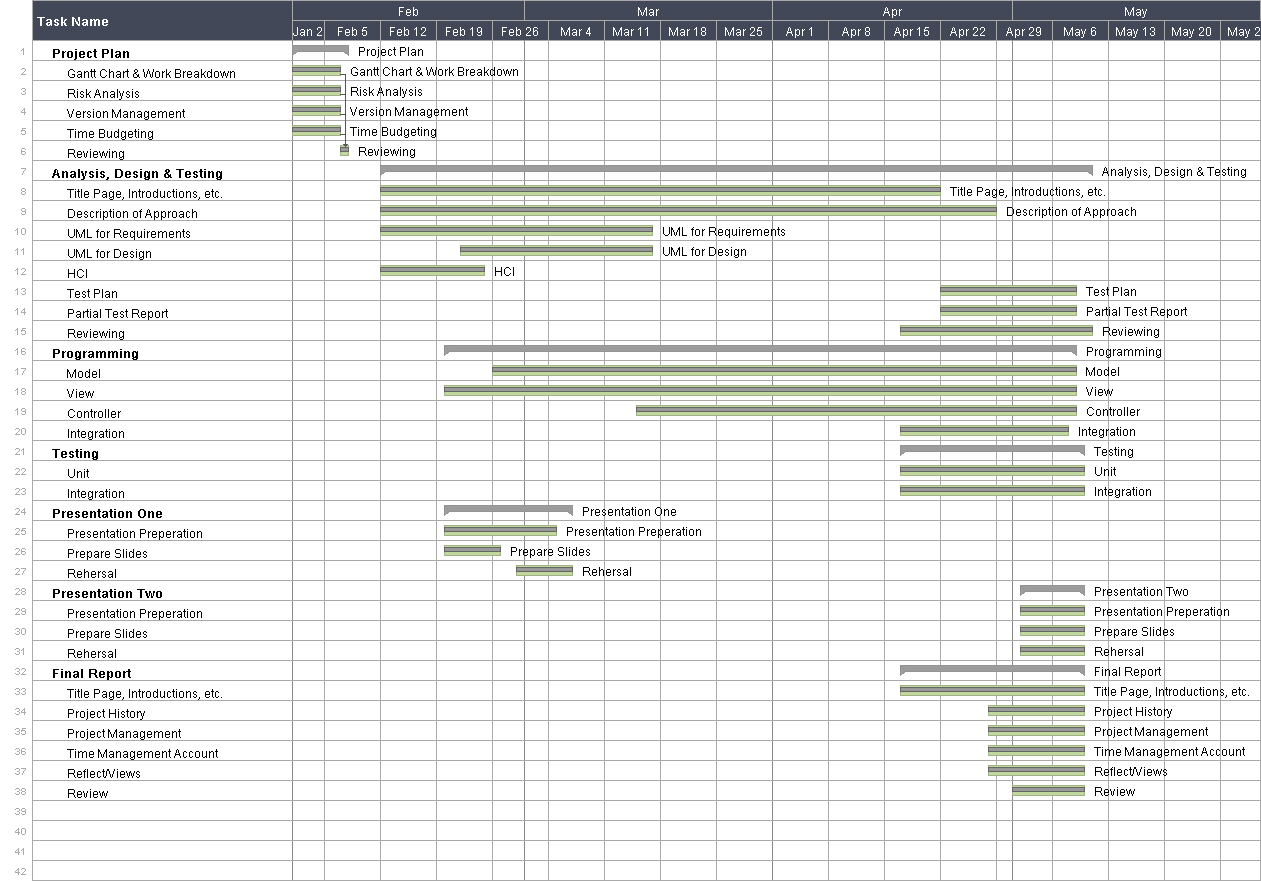 Task Name
Feb Mar Apr May
Jan 2 Feb 5 Feb 12 Feb 19 Feb 26 Mar 4 Mar 11 Mar 18 Mar 25 Apr 1 Apr 8 Apr 15 Apr 22 Apr 29 May 6 May 13 May 20 May 2
1 Project Plan Project Plan
2 Gantt Chart & Work Breakdown Gantt Chart & Work Breakdown
3 Risk Analysis Risk Analysis
4 Version Management Version Management
5 Time Budgeting Time Budgeting
6 Reviewing Reviewing
7 Analysis, Design & Testing Analysis, Design & Testing
8 Title Page, Introductions, etc. Title Page, Introductions, etc.
9 Description of Approach Description of Approach
10 UML for Requirements UML for Requirements
11 UML for Design UML for Design
12 HCI HCI
13 Test Plan Test Plan
14 Partial Test Report Partial Test Report
15 Reviewing Reviewing
16 Programming Programming
17 Model Model
18 View View
19 Controller Controller
20 Integration Integration
21 Testing Testing
22 Unit Unit
23 Integration Integration
24 Presentation One Presentation One
25 Presentation Preperation Presentation Preperation
26 Prepare Slides Prepare Slides
27 Rehersal Rehersal
28 Presentation Two Presentation Two
29 Presentation Preperation Presentation Preperation
30 Prepare Slides Prepare Slides
31 Rehersal Rehersal
32 Final Report Final Report
33 Title Page, Introductions, etc. Title Page, Introductions, etc.
34 Project History Project History
35 Project Management Project Management
36 Time Management Account Time Management Account
37 Reflect/Views Reflect/Views
38 Review Review
39
40
41
42